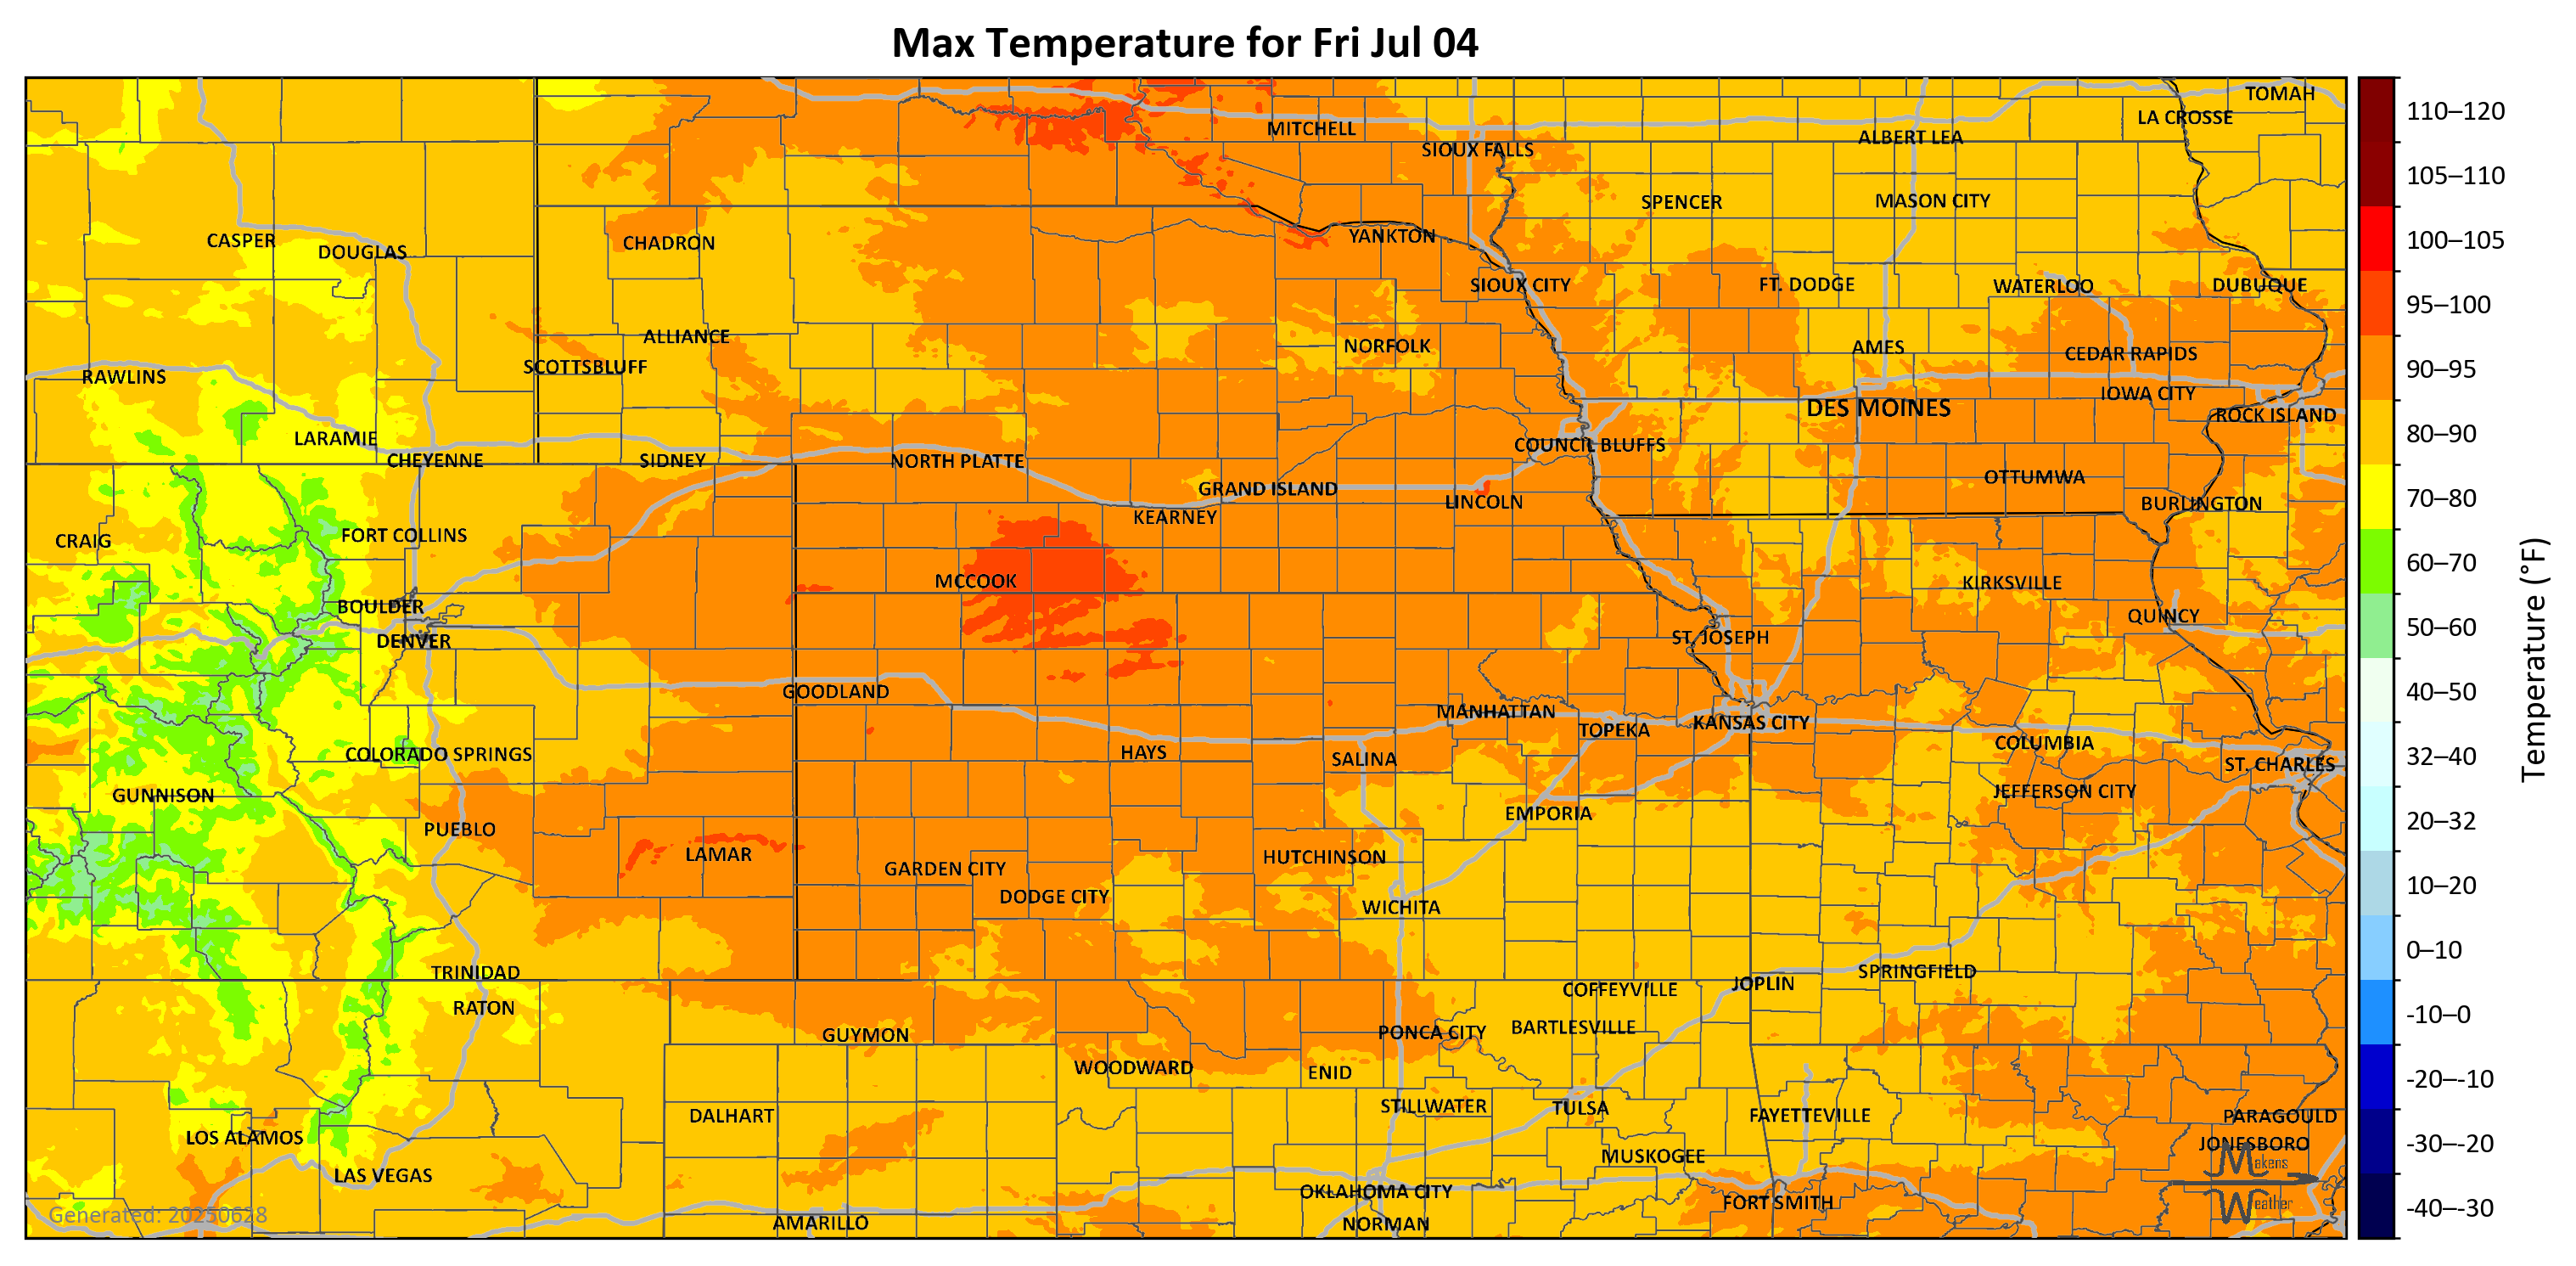 Max Temperature for Fri Jul 04
TOMAH
LA CROSSE
MITCHELL
ALBERT LEA
SIOUX FALLS
SPENCER
MASON CITY
CASPER
DOUGLAS
CHADRON
YANKTON
SIOUX CITY
FT. DODGE
WATERLOO
DUBUQUE
ALLIANCE
NORFOLK
AMES
CEDAR RAPIDS
SCOTTSBLUFF
RAWLINS
IOWA CITY
DES MOINES
ROCK ISLAND
LARAMIE
COUNCIL BLUFFS
CHEYENNE
SIDNEY
NORTH PLATTE
OTTUMWA
GRAND ISLAND
LINCOLN
BURLINGTON
KEARNEY
FORT COLLINS
CRAIG
MCCOOK
KIRKSVILLE
BOULDER
QUINCY
DENVER
ST. JOSEPH
GOODLAND
MANHATTAN
KANSAS CITY
TOPEKA
COLUMBIA
COLORADO SPRINGS
HAYS
SALINA
ST. CHARLES
GUNNISON
JEFFERSON CITY
EMPORIA
PUEBLO
LAMAR
HUTCHINSON
GARDEN CITY
DODGE CITY
WICHITA
TRINIDAD
SPRINGFIELD
JOPLIN
COFFEYVILLE
RATON
GUYMON
PONCA CITY
BARTLESVILLE
WOODWARD
ENID
STILLWATER
TULSA
DALHART
FAYETTEVILLE
PARAGOULD
LOS ALAMOS
JONESBORO
MUSKOGEE
LAS VEGAS
OKLAHOMA CITY
FORT SMITH
AMARILLO
NORMAN
Generated: 20250628
Makens
Weather
110–120
105–110
100–105
95–100
90–95
80–90
70–80
60–70
50–60
40–50
32–40
20–32
10–20
0–10
-10–0
-20–-10
-30–-20
-40–-30
Temperature (°F)